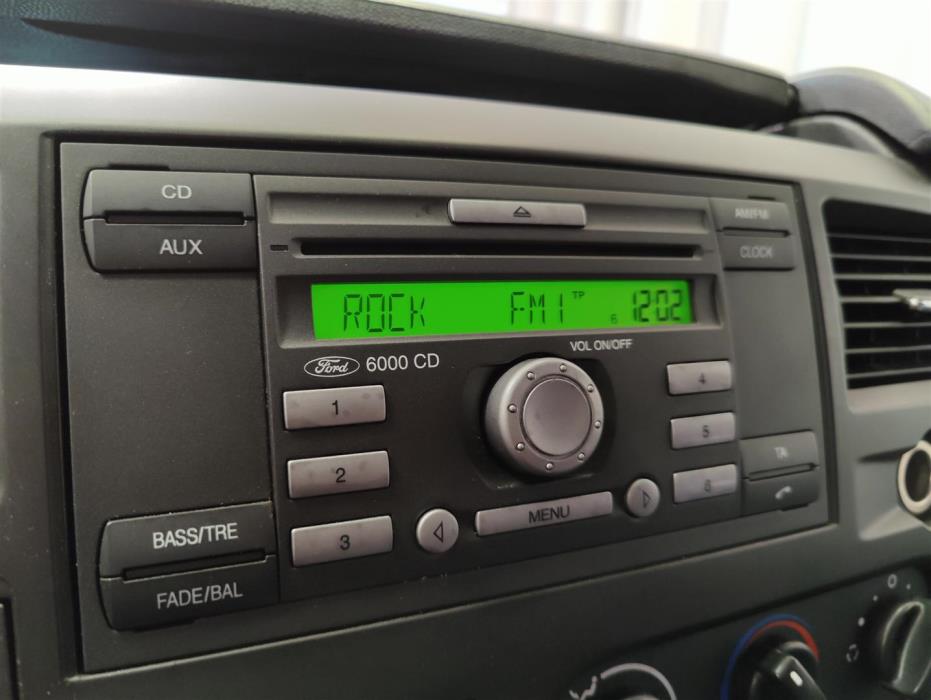 CD
AUX
AM/FM
CLOCK
ROCK FM1 TP 6 12:02
VOL ON/OFF
Ford 6000 CD
1
2
3
4
5
6
MENU
BASS/TRE
FADE/BAL
TA
0